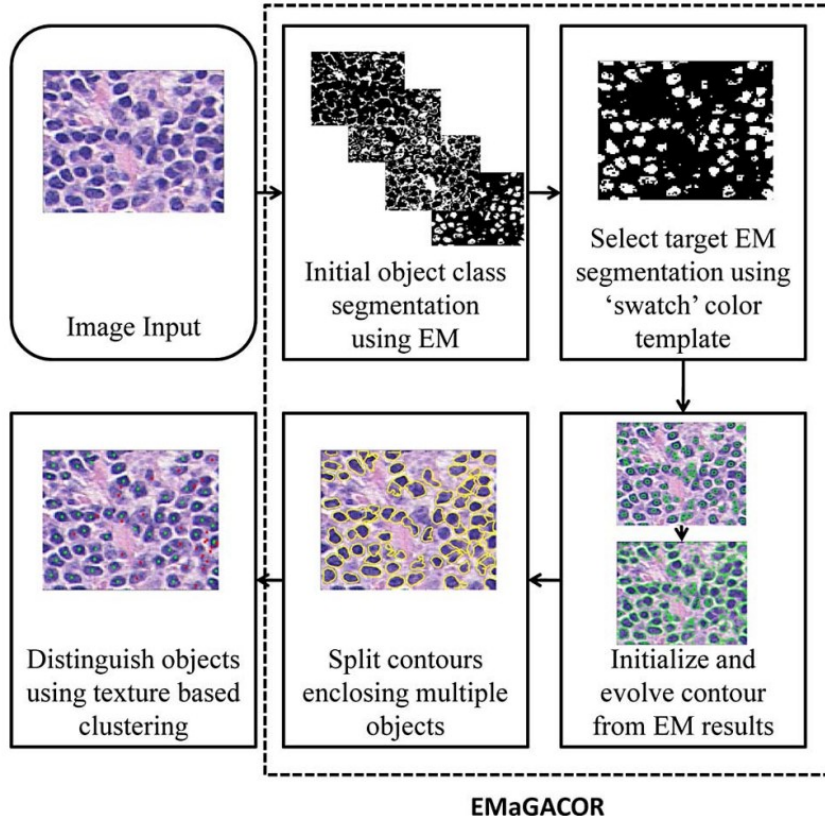 Image Input
Initial object class
segmentation
using EM
Select target EM
segmentation using
‘swatch’ color
template
Initialize and
evolve contour
from EM results
Split contours
enclosing multiple
objects
Distinguish objects
using texture based
clustering
EMaGACOR